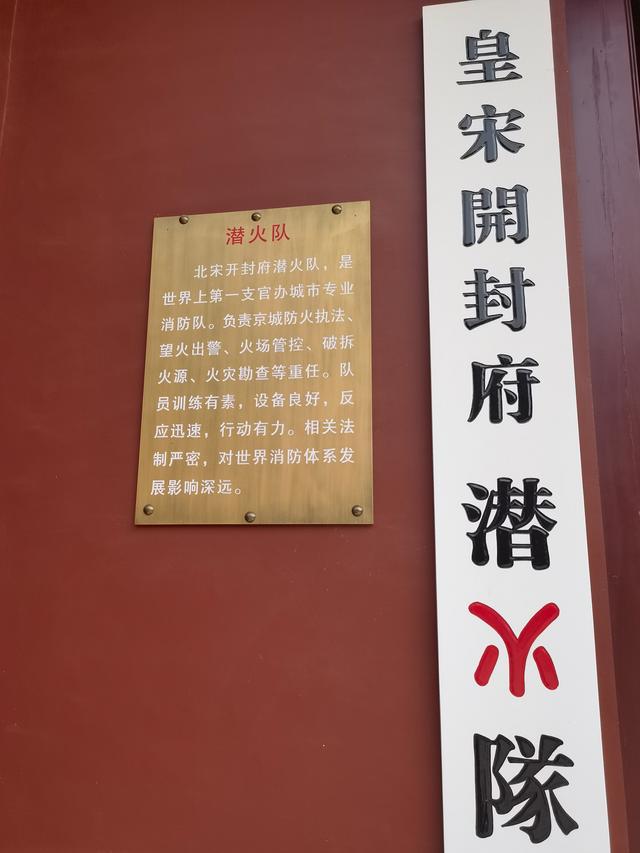 潜火队
北宋开封府潜火队，是
世界上第一支官办城市专业
消防队。负责京城防火执法、
望火出警、火场管控、破拆
火源、火灾勘查等重任。队
员训练有素，设备良好，反
应迅速，行动有力。相关法
制严密，对世界消防体系发
展影响深远。
皇宋開封府潜火隊